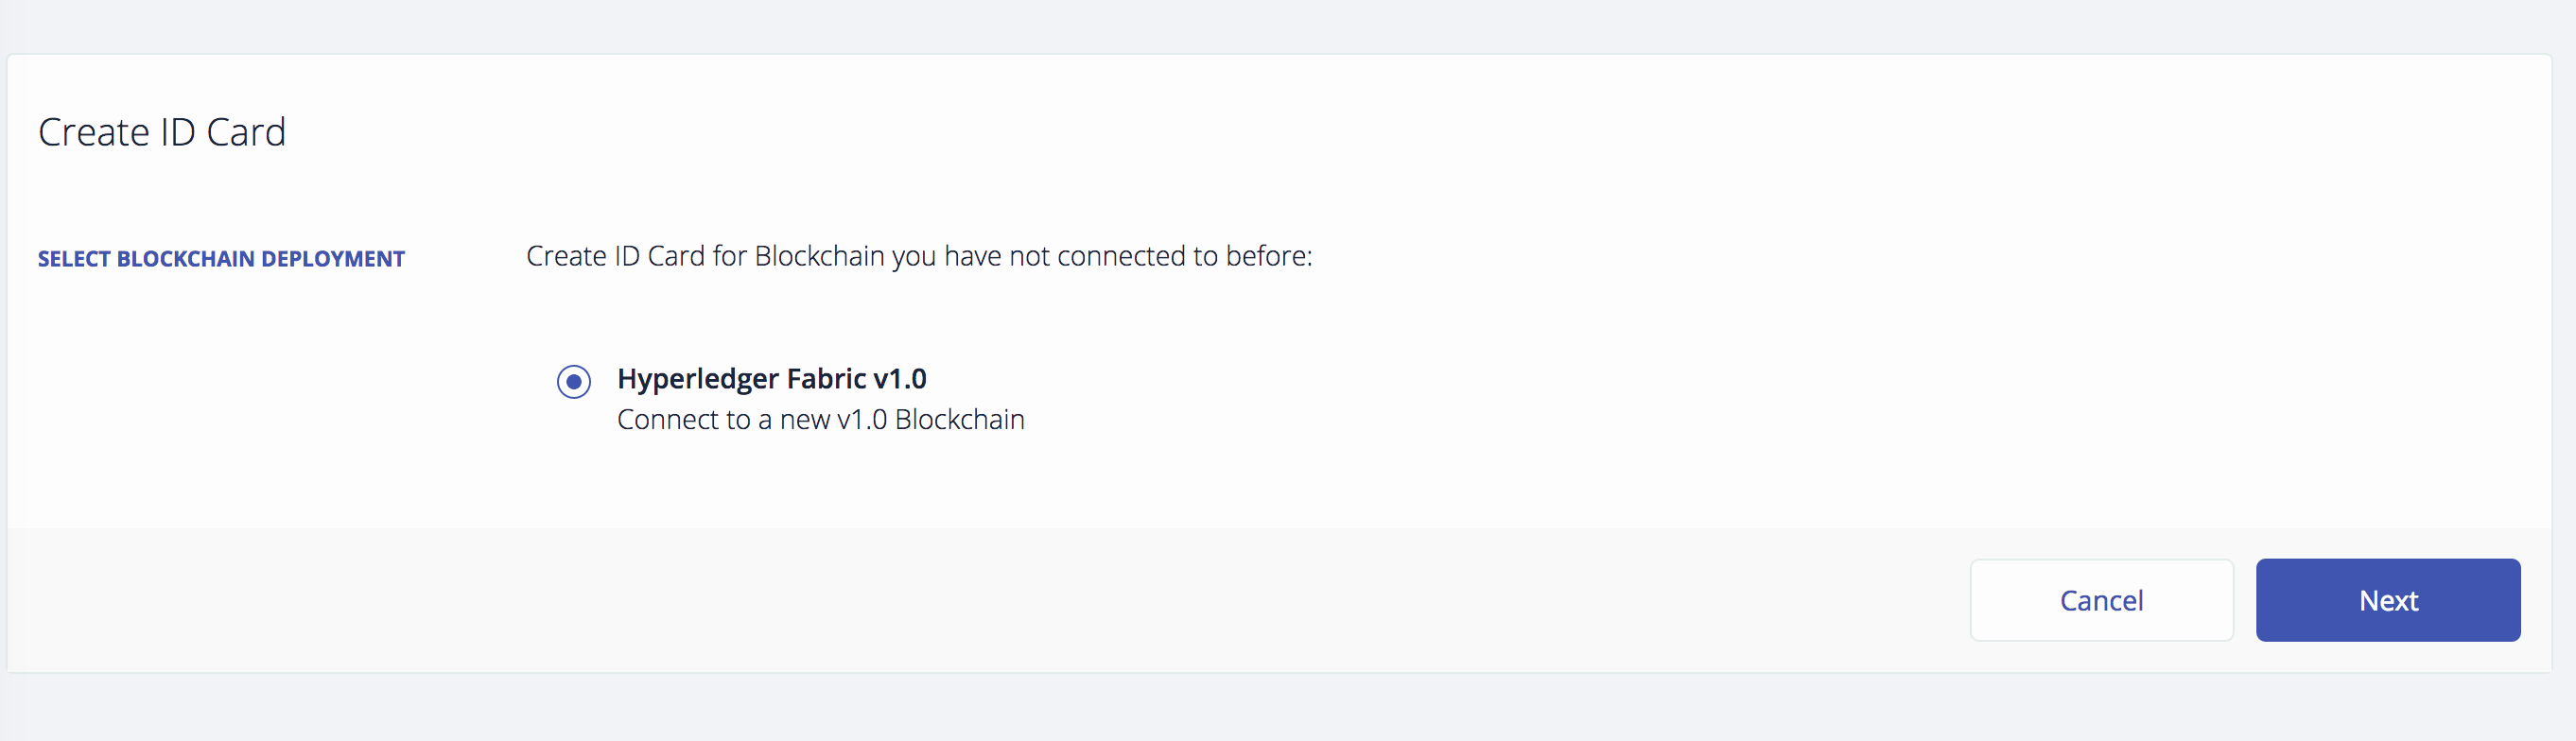 Create ID Card
SELECT BLOCKCHAIN DEPLOYMENT
Create ID Card for Blockchain you have not connected to before:
Hyperledger Fabric v1.0
Connect to a new v1.0 Blockchain
Cancel
Next